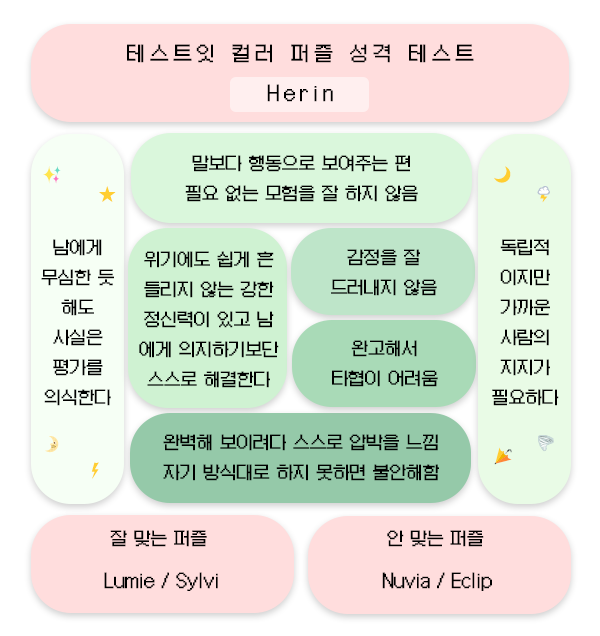 테스트잇 컬러 퍼즐 성격 테스트
Herin
말보다 행동으로 보여주는 편
필요 없는 모험을 잘 하지 않음
남에게
무심한 듯
해도
사실은
평가를
의식한다
위기에도 쉽게 흔
들리지 않는 강한
정신력이 있고 남
에게 의지하기보단
스스로 해결한다
감정을 잘
드러내지 않음
완고해서
타협이 어려움
독립적
이지만
가까운
사람의
지지가
필요하다
완벽해 보이려다 스스로 압박을 느낌
자기 방식대로 하지 못하면 불안해함
잘 맞는 퍼즐
Lumie / Sylvi
안 맞는 퍼즐
Nuvia / Eclip